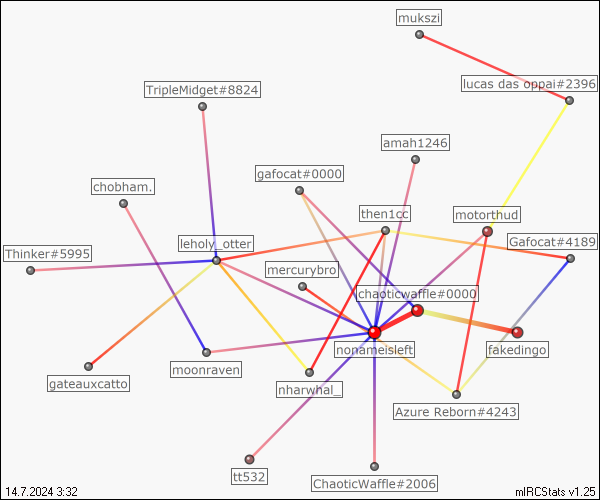 mukszi
lucas das oppai#2396
TripleMidget#8824
amah1246
gafocat#0000
chobham.
then1cc
motorthud
leholy_otter
Gafocat#4189
Thinker#5995
mercurybro
chaoticwaffle#0000
nonameisleft
fakedingo
moonraven
gateauxcatto
nharwhal_
Azure Reborn#4243
tt532
ChaoticWaffle#2006
14.7.2024 3:32
mIRCStats v1.25